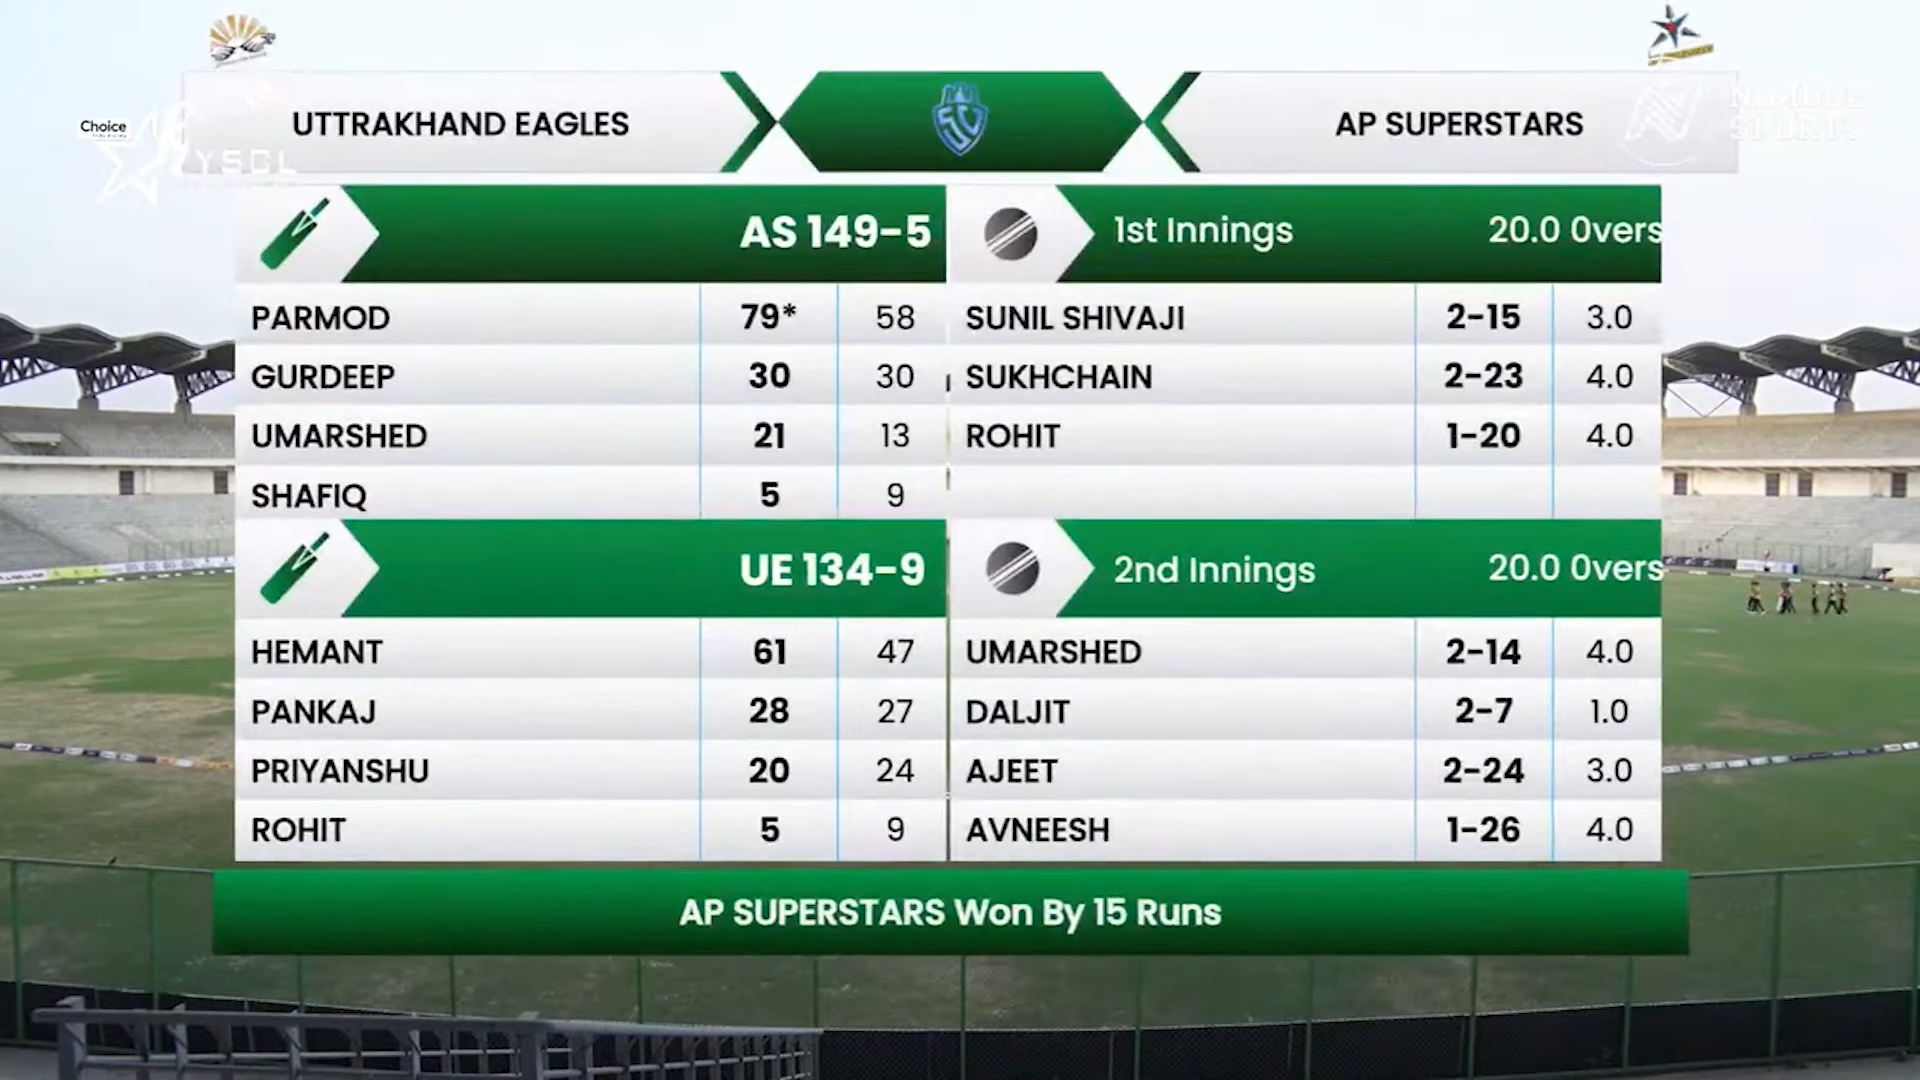 Choice
YSCL
NIMBLE
SPORTS
UTTRAKHAND EAGLES
AP SUPERSTARS
AS 149-5
1st Innings 20.0 Overs
PARMOD 79* 58 SUNIL SHIVAJI 2-15 3.0
GURDEEP 30 30 SUKHCHAIN 2-23 4.0
UMARSHED 21 13 ROHIT 1-20 4.0
SHAFIQ 5 9
UE 134-9
2nd Innings 20.0 Overs
HEMANT 61 47 UMARSHED 2-14 4.0
PANKAJ 28 27 DALJIT 2-7 1.0
PRIYANSHU 20 24 AJEET 2-24 3.0
ROHIT 5 9 AVNEESH 1-26 4.0
AP SUPERSTARS Won By 15 Runs